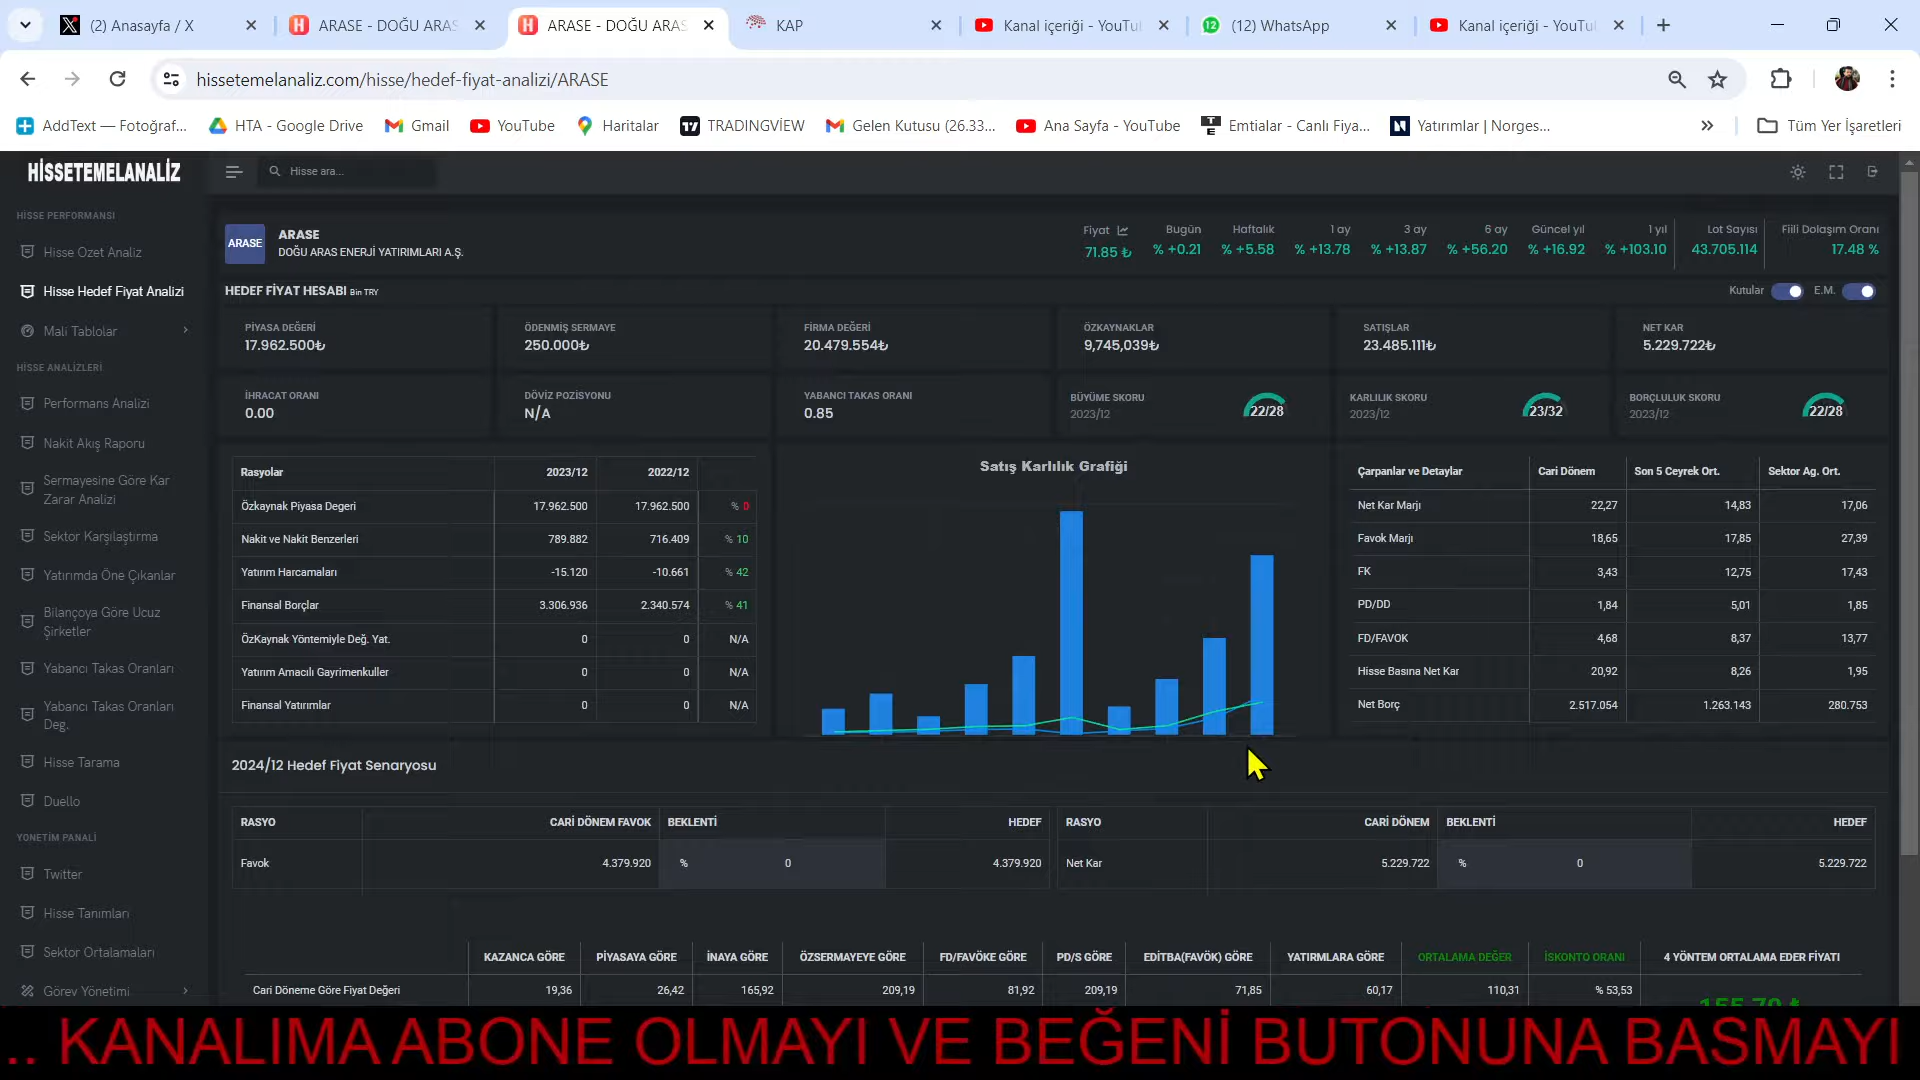 (2) Anasayfa / X
ARASE - DOĞU ARAS
ARASE - DOĞU ARAS
KAP
Kanal içeriği - YouTu
(12) WhatsApp
Kanal içeriği - YouTu
hissetemelanaliz.com/hisse/hedef-fiyat-analizi/ARASE
AddText — Fotoğraf...
HTA - Google Drive
Gmail
YouTube
Haritalar
TRADINGVİEW
Gelen Kutusu (26.33...
Ana Sayfa - YouTube
Emtialar - Canlı Fiya...
Yatırımlar | Norges...
Tüm Yer İşaretleri
HİSSETEMELANALİZ
Hisse ara...
HİSSE PERFORMANSI
Hisse Özet Analiz
Hisse Hedef Fiyat Analizi
Mali Tablolar
HİSSE ANALİZLERİ
Performans Analizi
Nakit Akış Raporu
Sermayesine Göre Kar
Zarar Analizi
Sektör Karşılaştırma
Yatırımda Öne Çıkanlar
Bilançoya Göre Ucuz
Şirketler
Yabancı Takas Oranları
Yabancı Takas Oranları
Deg.
Hisse Tarama
Duello
YÖNETİM PANALİ
Twitter
Hisse Tanımları
Sektor Ortalamaları
Görev Yönetimi
ARASE
ARASE
DOĞU ARAS ENERJİ YATIRIMLARI A.Ş.
Fiyat Bugün Haftalık 1 ay 3 ay 6 ay Güncel yıl 1 yıl Lot Sayısı Fiili Dolaşım Oranı
71.85 ₺ % +0.21 % +5.58 % +13.78 % +13.87 % +56.20 % +16.92 % +103.10 43.705.114 17.48 %
HEDEF FİYAT HESABI Bin TRY
Kutular E.M.
PİYASA DEĞERİ ÖDENMİŞ SERMAYE FİRMA DEĞERİ ÖZKAYNAKLAR SATIŞLAR NET KAR
17.962.500₺ 250.000₺ 20.479.554₺ 9,745,039₺ 23.485.111₺ 5.229.722₺
İHRACAT ORANI DÖVİZ POZİSYONU YABANCI TAKAS ORANI BÜYÜME SKORU KARLILIK SKORU BORÇLULUK SKORU
0.00 N/A 0.85 2023/12 22/28 2023/12 23/32 2023/12 22/28
Rasyolar 2023/12 2022/12
Özkaynak Piyasa Degeri 17.962.500 17.962.500 % 0
Nakit ve Nakit Benzerleri 789.882 716.409 % 10
Yatırım Harcamaları -15.120 -10.661 % 42
Finansal Borçlar 3.306.936 2.340.574 % 41
ÖzKaynak Yöntemiyle Değ. Yat. 0 0 N/A
Yatırım Amacılı Gayrimenkuller 0 0 N/A
Finansal Yatırımlar 0 0 N/A
Satış Karlılık Grafiği
Çarpanlar ve Detaylar Cari Dönem Son 5 Ceyrek Ort. Sektor Ag. Ort.
Net Kar Marjı 22,27 14,83 17,06
Favok Marjı 18,65 17,85 27,39
FK 3,43 12,75 17,43
PD/DD 1,84 5,01 1,85
FD/FAVOK 4,68 8,37 13,77
Hisse Basına Net Kar 20,92 8,26 1,95
Net Borç 2.517.054 1.263.143 280.753
2024/12 Hedef Fiyat Senaryosu
RASYO CARİ DÖNEM FAVOK BEKLENTİ HEDEF RASYO CARİ DÖNEM BEKLENTİ HEDEF
Favok 4.379.920 % 0 4.379.920 Net Kar 5.229.722 % 0 5.229.722
KAZANCA GÖRE PİYASAYA GÖRE İNAYA GÖRE ÖZSERMAYEYE GÖRE FD/FAVÖKE GÖRE PD/S GÖRE EDİTBA(FAVÖK) GÖRE YATIRMLARA GÖRE ORTALAMA DEĞER İSKONTO ORANI 4 YÖNTEM ORTALAMA EDER FİYATI
Cari Döneme Göre Fiyat Değeri 19,36 26,42 165,92 209,19 81,92 209,19 71,85 60,17 110,31 % 53,53
155.70 ₺
.. KANALIMA ABONE OLMAYI VE BEĞENİ BUTONUNA BASMAYI